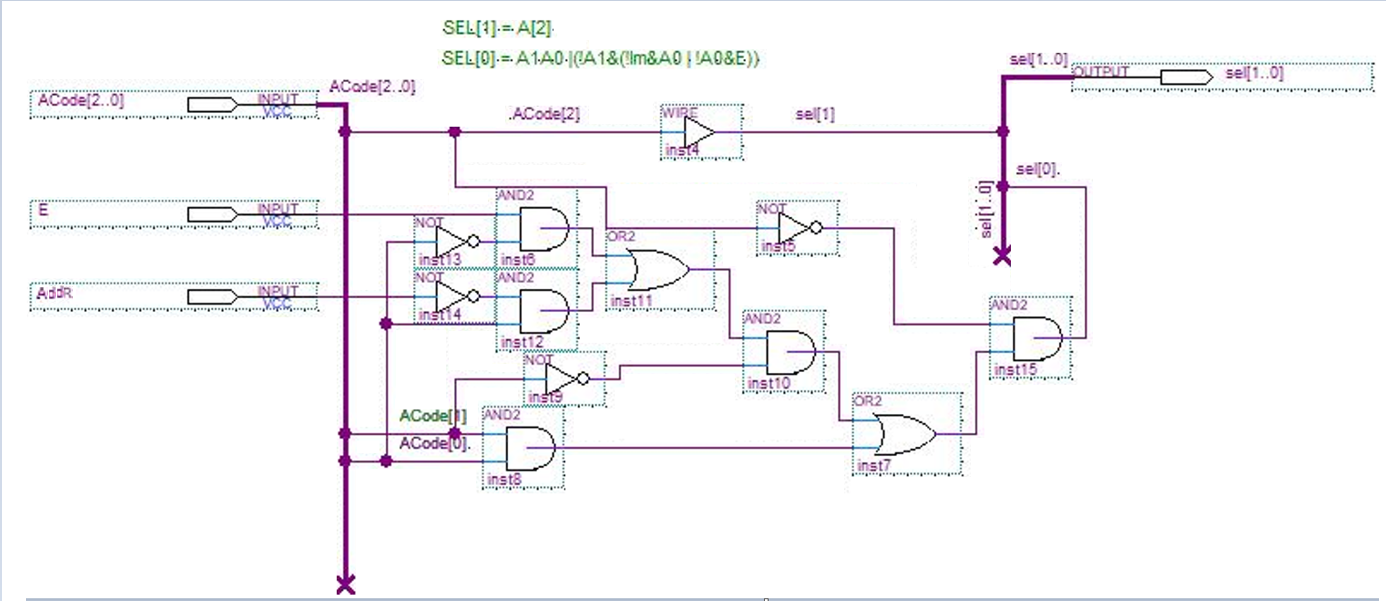 SEL[1] = A[2]
SEL[0] = A1A0 |(!A1&(!Im&A0 | !A0&E))
sel[1..0]
OUTPUT
sel[1..0]
ACode[2..0]
INPUT
VCC
ACode[2..0]
ACode[2]
WIRE
inst4
sel[1]
sel[0]
sel[1..0]
E
INPUT
VCC
AND2
inst6
NOT
inst13
OR2
inst11
NOT
inst5
AddR
INPUT
VCC
NOT
inst14
AND2
inst12
AND2
inst10
AND2
inst15
NOT
inst9
ACode[1]
ACode[0]
AND2
inst8
OR2
inst7